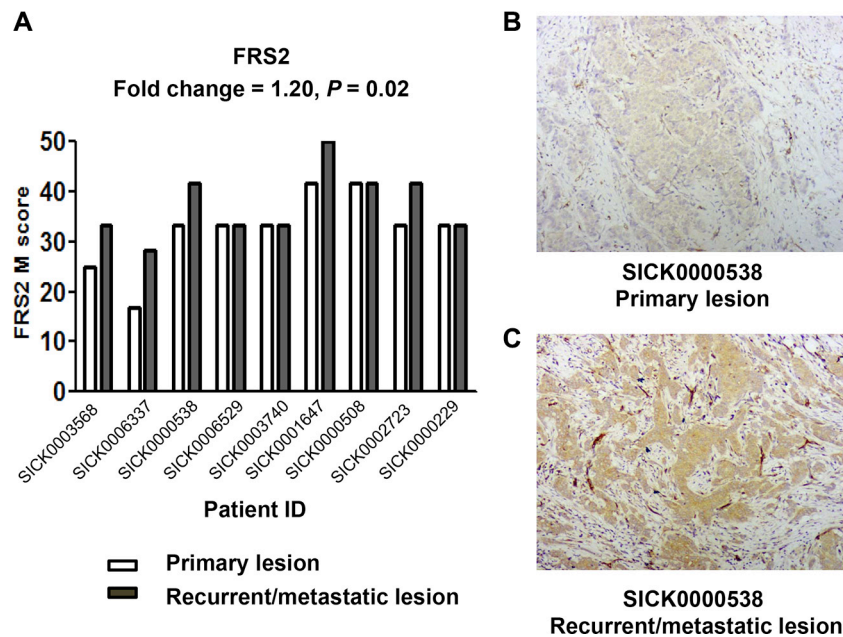 A
FRS2
Fold change = 1.20, P = 0.02
FRS2 M score
50
40
30
20
10
0
SICK0003568
SICK0006337
SICK0000538
SICK0006529
SICK0003740
SICK0001647
SICK0000508
SICK0002723
SICK0000229
Patient ID
Primary lesion
Recurrent/metastatic lesion
B
SICK0000538
Primary lesion
C
SICK0000538
Recurrent/metastatic lesion